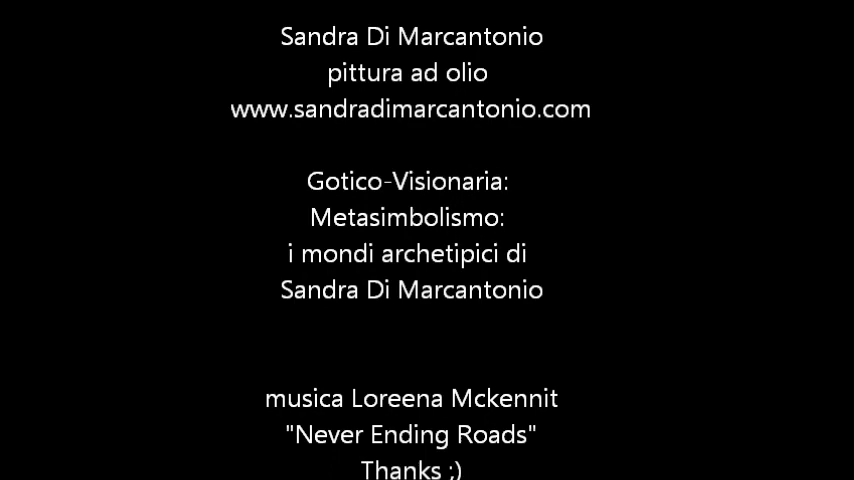 Sandra Di Marcantonio
pittura ad olio
www.sandradimarcantonio.com
Gotico-Visionaria:
Metasimbolismo:
i mondi archetipici di
Sandra Di Marcantonio
musica Loreena Mckennit
"Never Ending Roads"
Thanks ;)